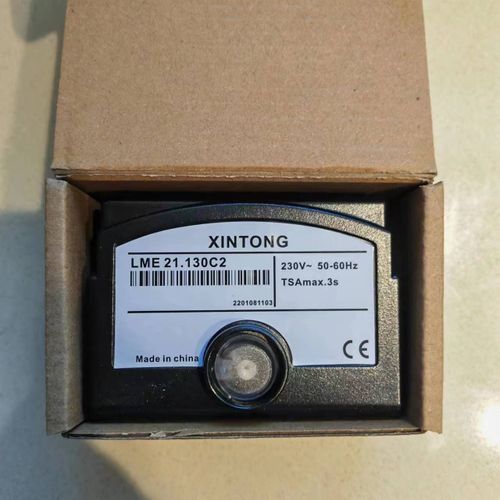 XINTONG
LME 21.130C2
230V~ 50-60Hz
TSAmax.3s
2201081103
Made in china
CE